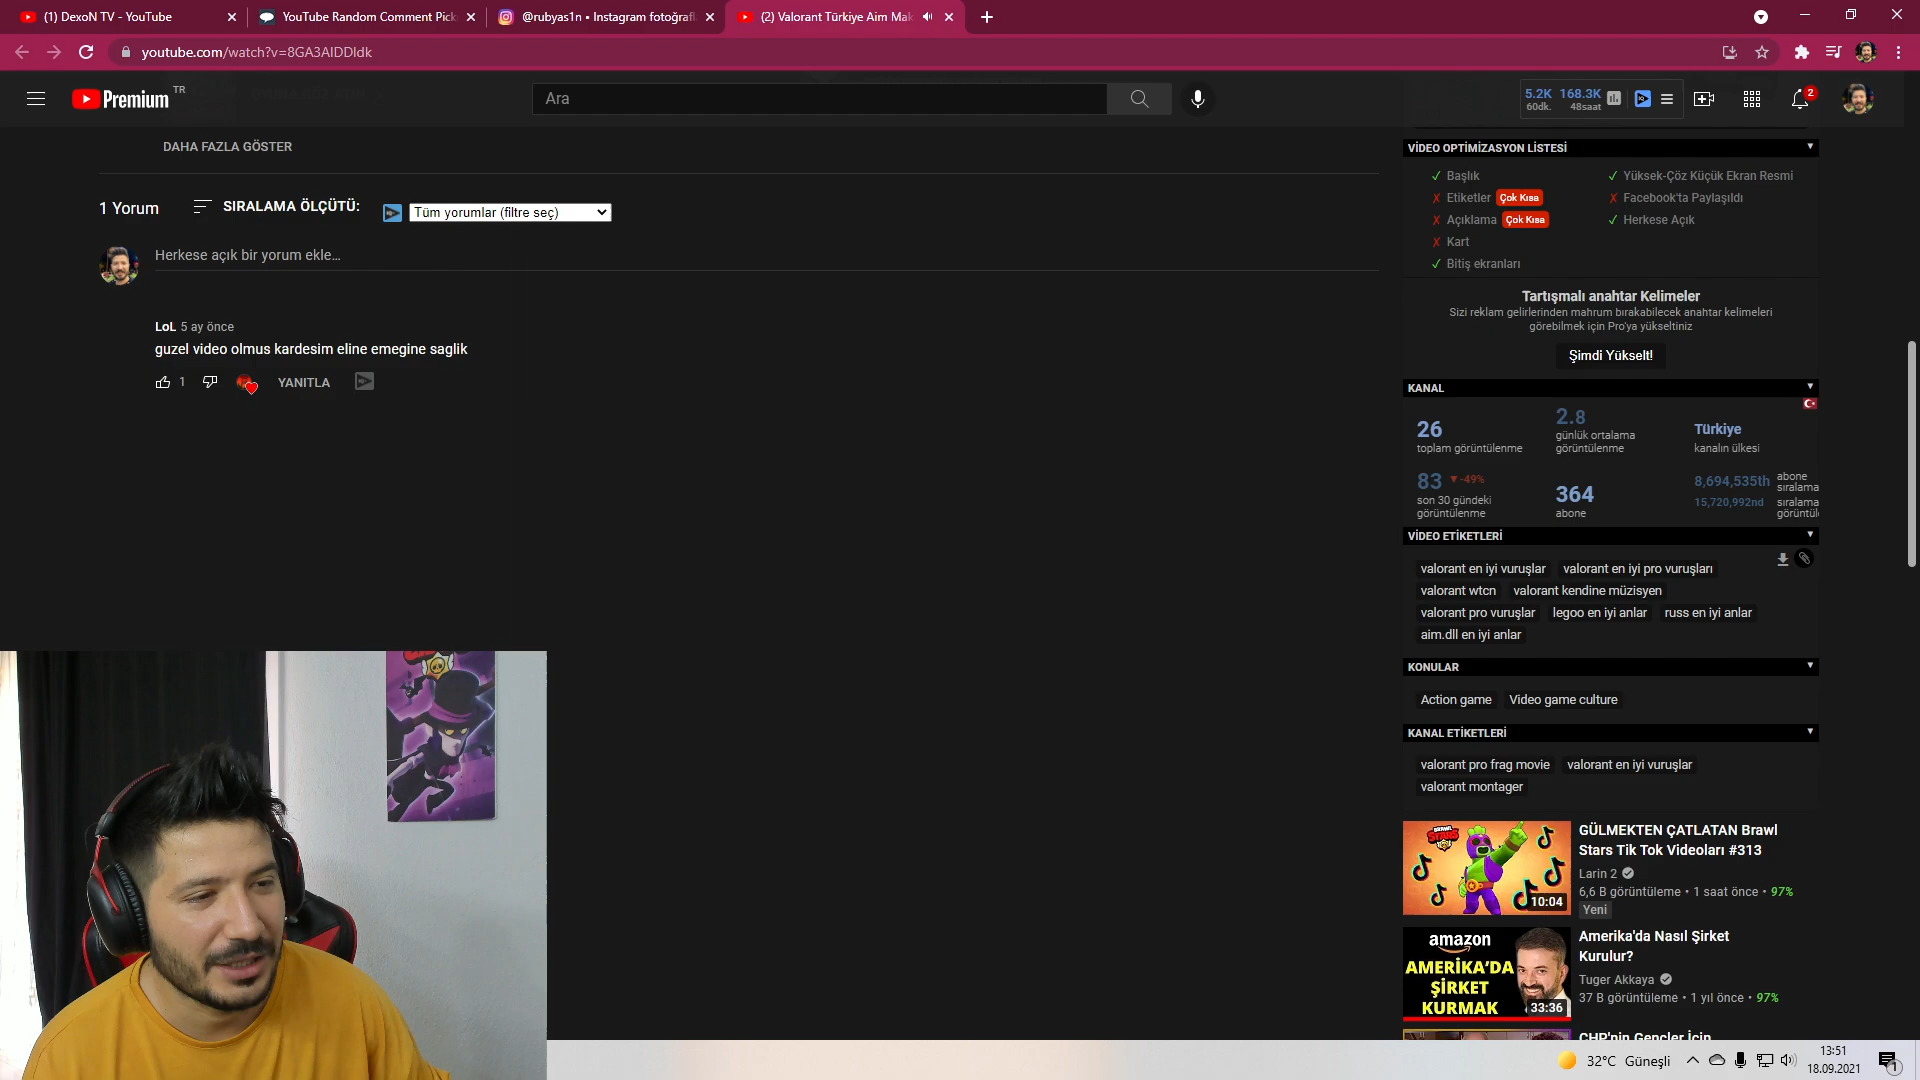 (1) DexoN TV - YouTube
YouTube Random Comment Pick
@rubyas1n • Instagram fotoğrafl
(2) Valorant Türkiye Aim Mak
youtube.com/watch?v=8GA3AIDDldk
Premium TR
Ara
5.2K 168.3K
60dk. 48saat
2
DAHA FAZLA GÖSTER
1 Yorum
SIRALAMA ÖLÇÜTÜ:
Tüm yorumlar (filtre seç)
Herkese açık bir yorum ekle...
LoL 5 ay önce
guzel video olmus kardesim eline emegine saglik
1
YANITLA
VİDEO OPTİMİZASYON LİSTESİ
Başlık
Yüksek-Çöz Küçük Ekran Resmi
Etiketler Çok Kısa
Facebook'ta Paylaşıldı
Açıklama Çok Kısa
Herkese Açık
Kart
Bitiş ekranları
Tartışmalı anahtar Kelimeler
Sizi reklam gelirlerinden mahrum bırakabilecek anahtar kelimeleri
görebilmek için Pro'ya yükseltiniz
Şimdi Yükselt!
KANAL
26
toplam görüntülenme
2.8
günlük ortalama
görüntülenme
Türkiye
kanalın ülkesi
83 ▼-49%
son 30 gündeki
görüntülenme
364
abone
8,694,535th
abone
sıralama
15,720,992nd
sıralama
görüntül
VİDEO ETİKETLERİ
valorant en iyi vuruşlar
valorant en iyi pro vuruşları
valorant wtcn
valorant kendine müzisyen
valorant pro vuruşlar
legoo en iyi anlar
russ en iyi anlar
aim.dll en iyi anlar
KONULAR
Action game
Video game culture
KANAL ETİKETLERİ
valorant pro frag movie
valorant en iyi vuruşlar
valorant montager
BRAWL
STARS
10:04
GÜLMEKTEN ÇATLATAN Brawl
Stars Tik Tok Videoları #313
Larin 2
6,6 B görüntüleme • 1 saat önce • 97%
Yeni
amazon
AMERİKA'DA
ŞİRKET
KURMAK
33:36
Amerika'da Nasıl Şirket
Kurulur?
Tuger Akkaya
37 B görüntüleme • 1 yıl önce • 97%
CHP'nin Gençler İçin
32°C Güneşli
13:51
18.09.2021
1